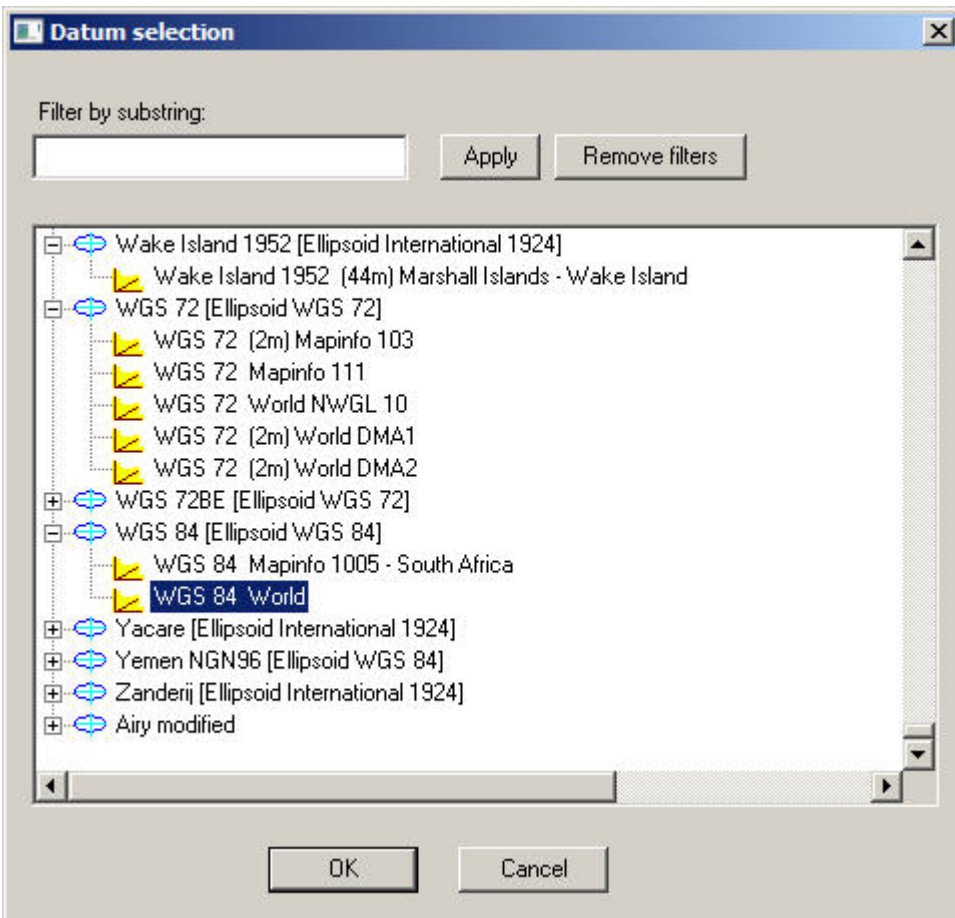 Datum selection
Filter by substring:
Apply
Remove filters
Wake Island 1952 [Ellipsoid International 1924]
Wake Island 1952 (44m) Marshall Islands - Wake Island
WGS 72 [Ellipsoid WGS 72]
WGS 72 (2m) Mapinfo 103
WGS 72 Mapinfo 111
WGS 72 World NWGL 10
WGS 72 (2m) World DMA1
WGS 72 (2m) World DMA2
WGS 72BE [Ellipsoid WGS 72]
WGS 84 [Ellipsoid WGS 84]
WGS 84 Mapinfo 1005 - South Africa
WGS 84 World
Yacare [Ellipsoid International 1924]
Yemen NGN96 [Ellipsoid WGS 84]
Zanderij [Ellipsoid International 1924]
Airy modified
OK
Cancel